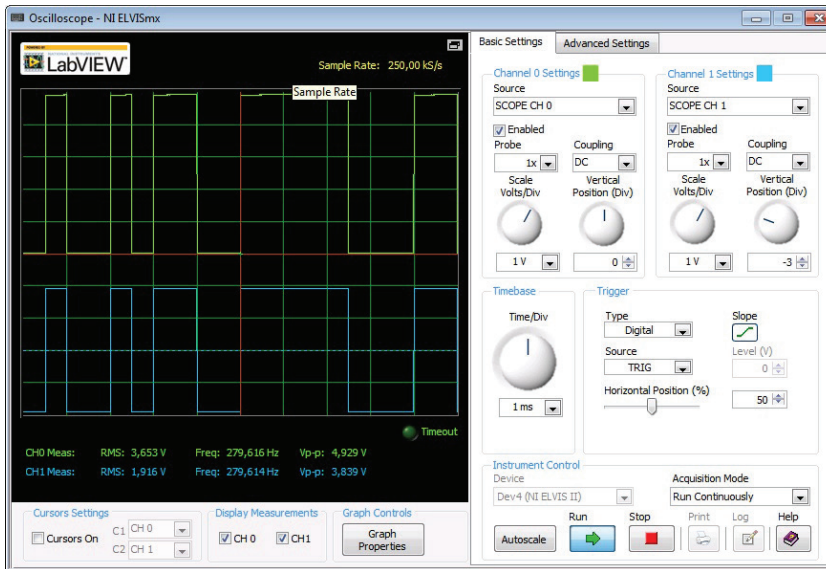 Oscilloscope - NI ELVISmx
POWERED BY
NATIONAL INSTRUMENTS
LabVIEW
Sample Rate: 250,00 kS/s
Sample Rate
Timeout
CH0 Meas: RMS: 3,653 V Freq: 279,616 Hz Vp-p: 4,929 V
CH1 Meas: RMS: 1,916 V Freq: 279,614 Hz Vp-p: 3,839 V
Cursors Settings
Cursors On
C1 CH 0
C2 CH 1
Display Measurements
CH 0 CH1
Graph Controls
Graph
Properties
Basic Settings Advanced Settings
Channel 0 Settings
Source
SCOPE CH 0
Enabled
Probe Coupling
1x DC
Scale Vertical
Volts/Div Position (Div)
1 V 0
Channel 1 Settings
Source
SCOPE CH 1
Enabled
Probe Coupling
1x DC
Scale Vertical
Volts/Div Position (Div)
1 V -3
Timebase
Time/Div
1 ms
Trigger
Type Slope
Digital
Source Level (V)
TRIG 0
Horizontal Position (%)
50
Instrument Control
Device Acquisition Mode
Dev4 (NI ELVIS II) Run Continuously
Run Stop Print Log Help
Autoscale